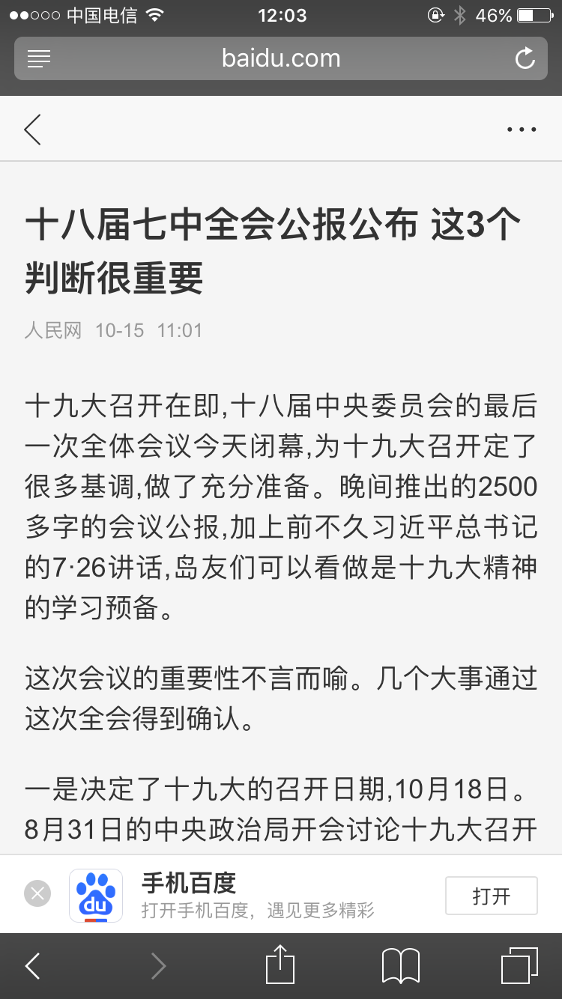 中国电信 12:03 46%
baidu.com
十八届七中全会公报公布 这3个
判断很重要
人民网 10-15 11:01
十九大召开在即,十八届中央委员会的最后
一次全体会议今天闭幕,为十九大召开定了
很多基调,做了充分准备。晚间推出的2500
多字的会议公报,加上前不久习近平总书记
的7·26讲话,岛友们可以看做是十九大精神
的学习预备。
这次会议的重要性不言而喻。几个大事通过
这次全会得到确认。
一是决定了十九大的召开日期,10月18日。
8月31日的中央政治局开会讨论十九大召开
du
手机百度
打开手机百度，遇见更多精彩
打开